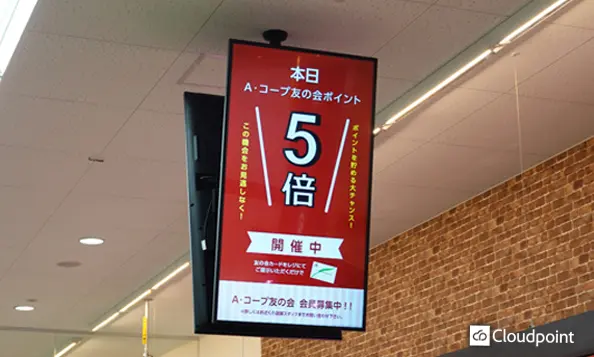 本日
A・コープ友の会ポイント
この機会をお見逃しなく！
5倍
ポイントを貯める大チャンス！
開催中
友の会カードをレジにて
ご提示いただくだけで
A・コープ友の会 会員募集中！！
Cloudpoint